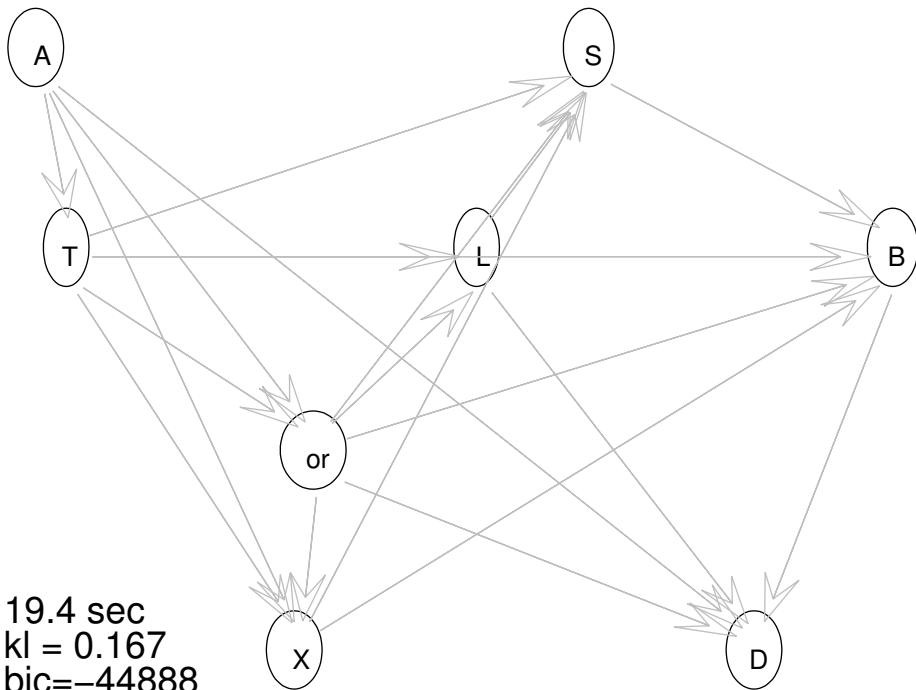 A
S
T
L
B
or
X
D
19.4 sec
kl = 0.167
bic=−44888